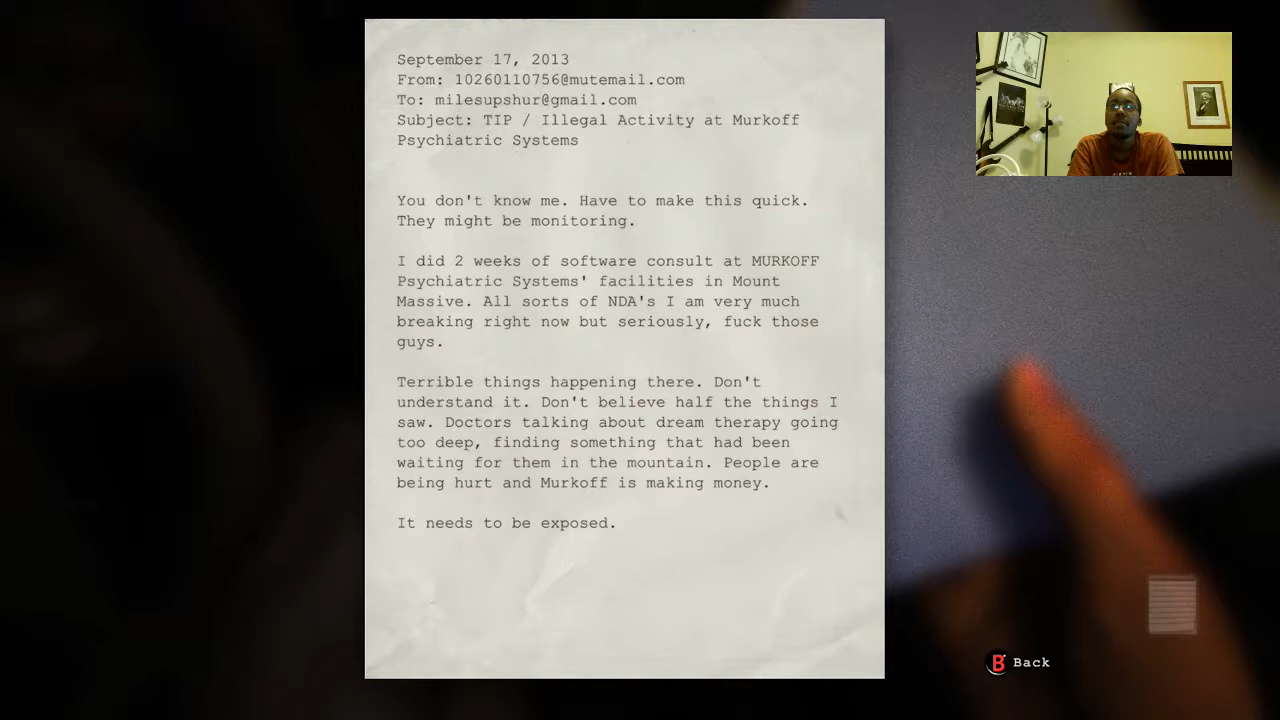 September 17, 2013
From: 10260110756@mutemail.com
To: milesupshur@gmail.com
Subject: TIP / Illegal Activity at Murkoff
Psychiatric Systems
You don't know me. Have to make this quick.
They might be monitoring.
I did 2 weeks of software consult at MURKOFF
Psychiatric Systems' facilities in Mount
Massive. All sorts of NDA's I am very much
breaking right now but seriously, fuck those
guys.
Terrible things happening there. Don't
understand it. Don't believe half the things I
saw. Doctors talking about dream therapy going
too deep, finding something that had been
waiting for them in the mountain. People are
being hurt and Murkoff is making money.
It needs to be exposed.
B Back